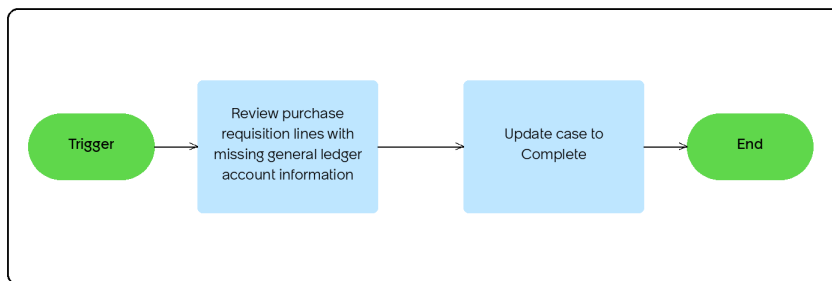 Trigger
Review purchase
requisition lines with
missing general ledger
account information
Update case to
Complete
End